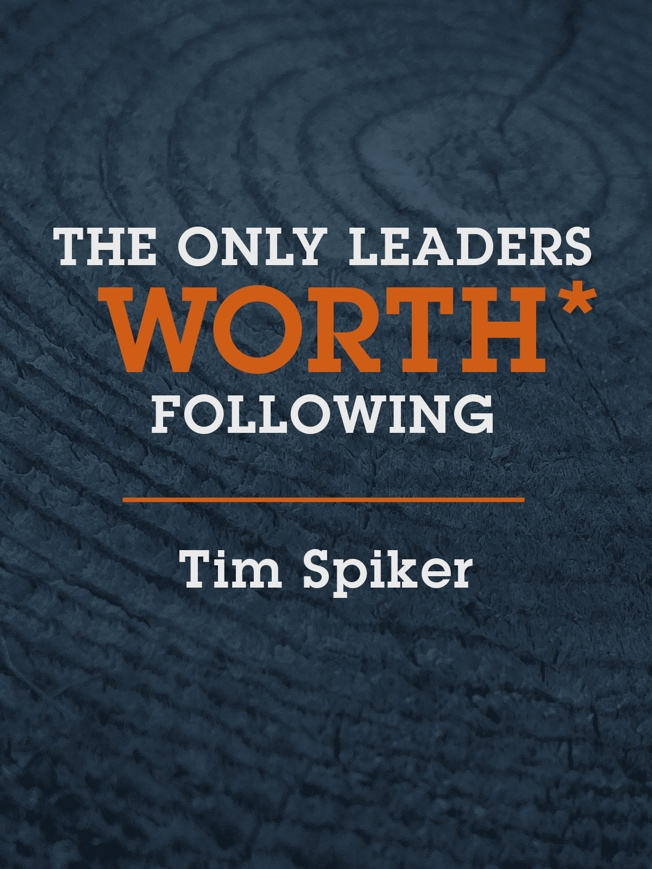 THE ONLY LEADERS
WORTH*
FOLLOWING
Tim Spiker